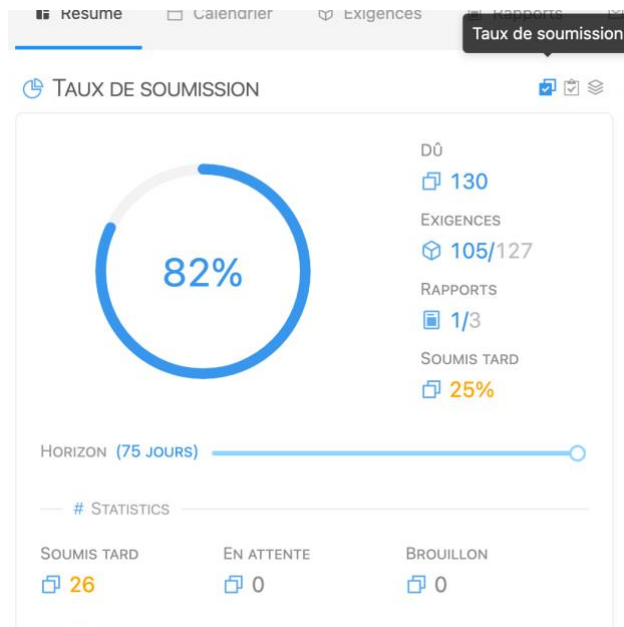 Résumé Calendrier Exigences Rapports
Taux de soumission
TAUX DE SOUMISSION
82%
DÛ
130
EXIGENCES
105/127
RAPPORTS
1/3
SOUMIS TARD
25%
HORIZON (75 JOURS)
# STATISTICS
SOUMIS TARD EN ATTENTE BROUILLON
26 0 0